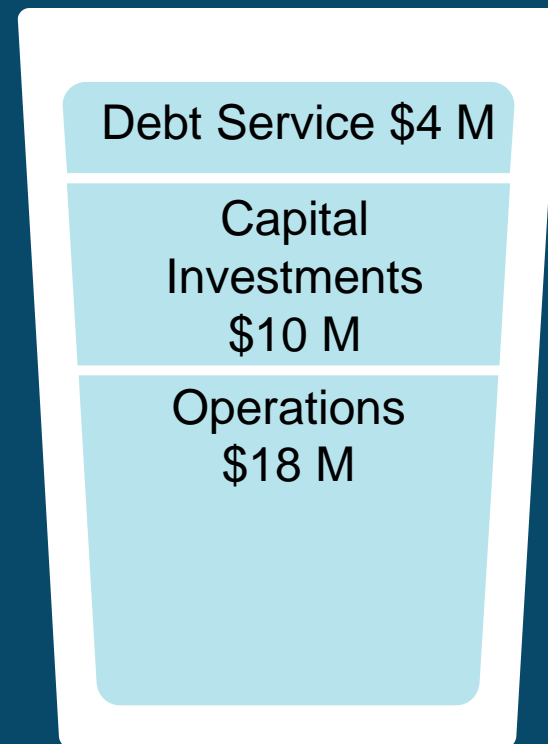 Debt Service $4 M
Capital
Investments
$10 M
Operations
$18 M